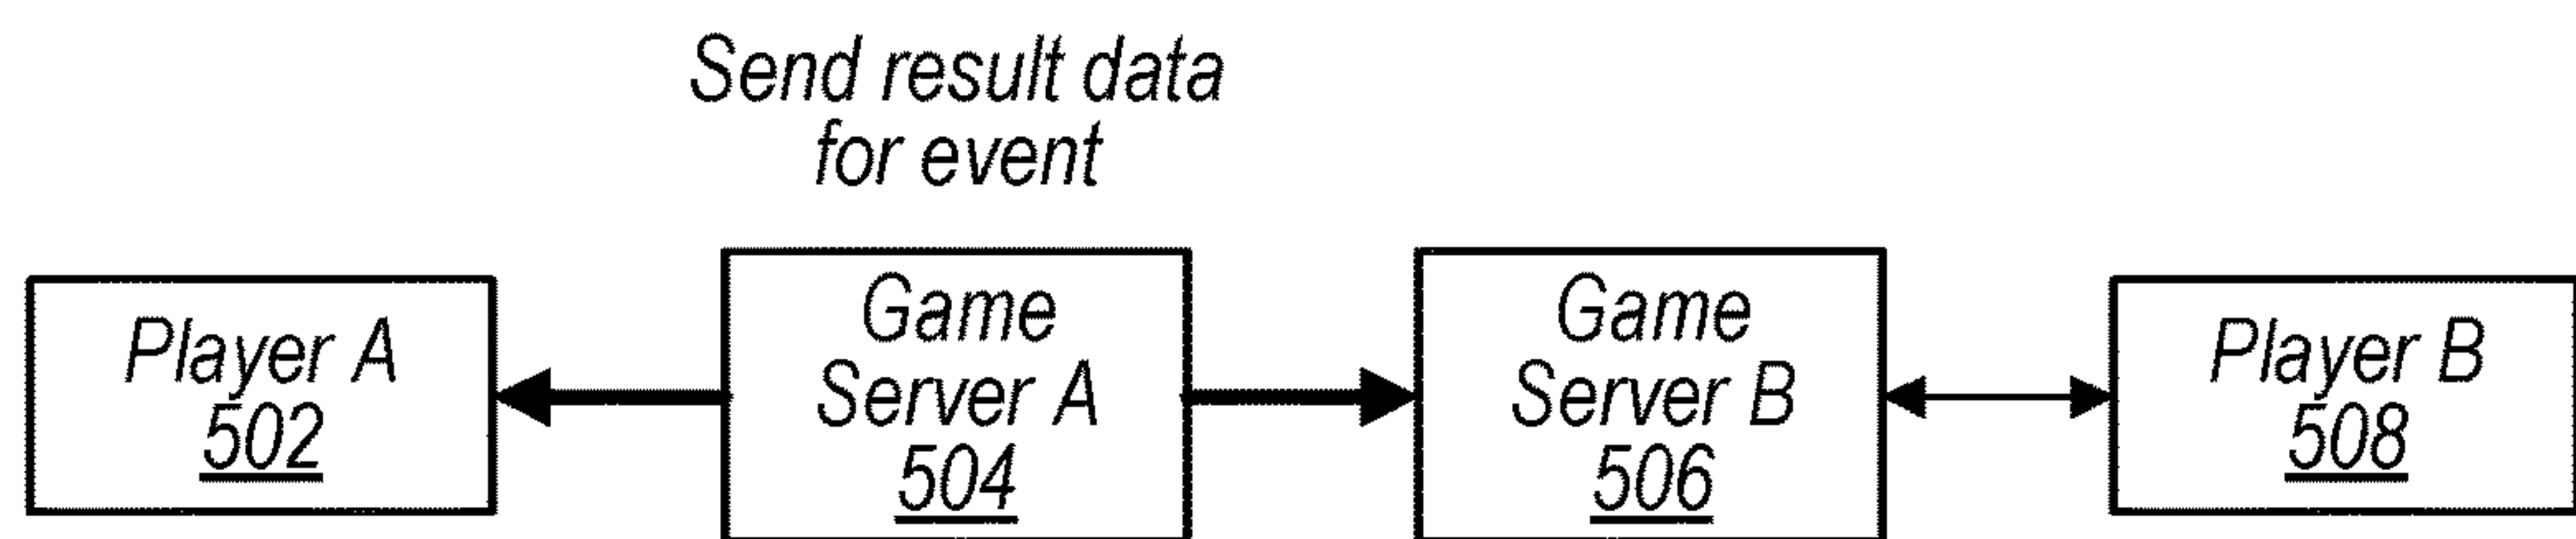 Send result data
for event
Player A
502
Game
Server A
504
Game
Server B
506
Player B
508